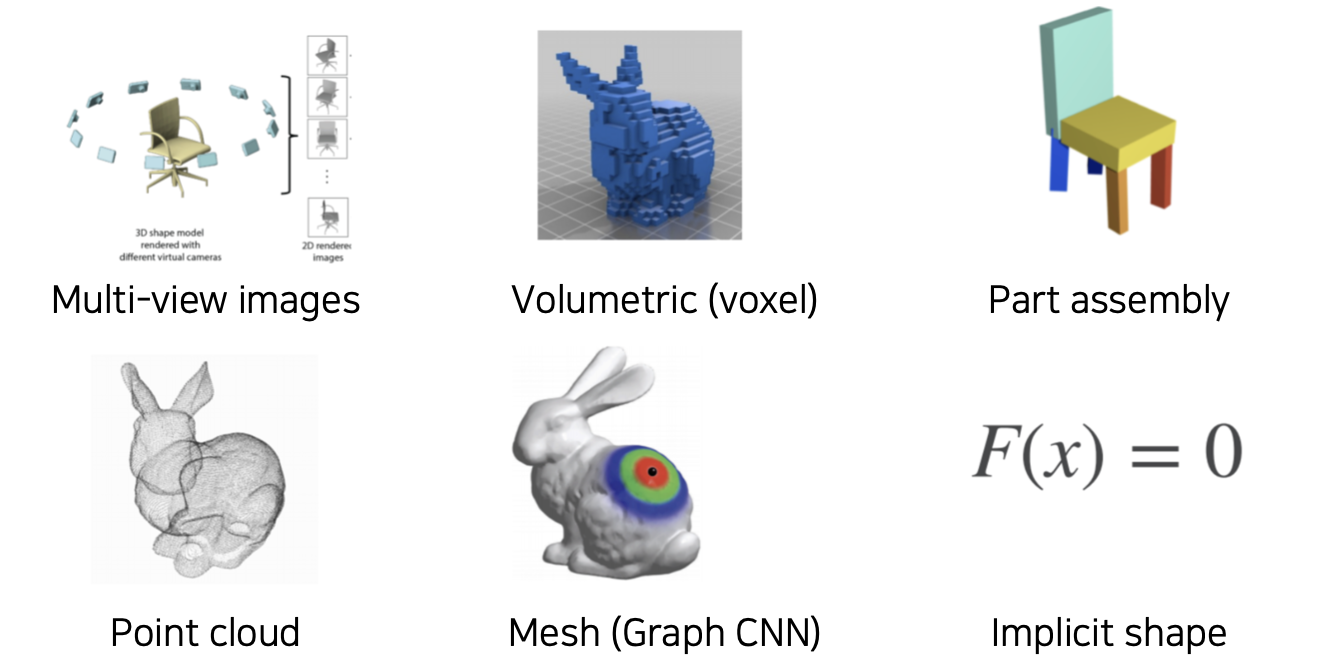 3D shape model
rendered with
different virtual cameras
2D rendere
images
Multi-view images
Volumetric (voxel)
Part assembly
F(x) = 0
Point cloud
Mesh (Graph CNN)
Implicit shape